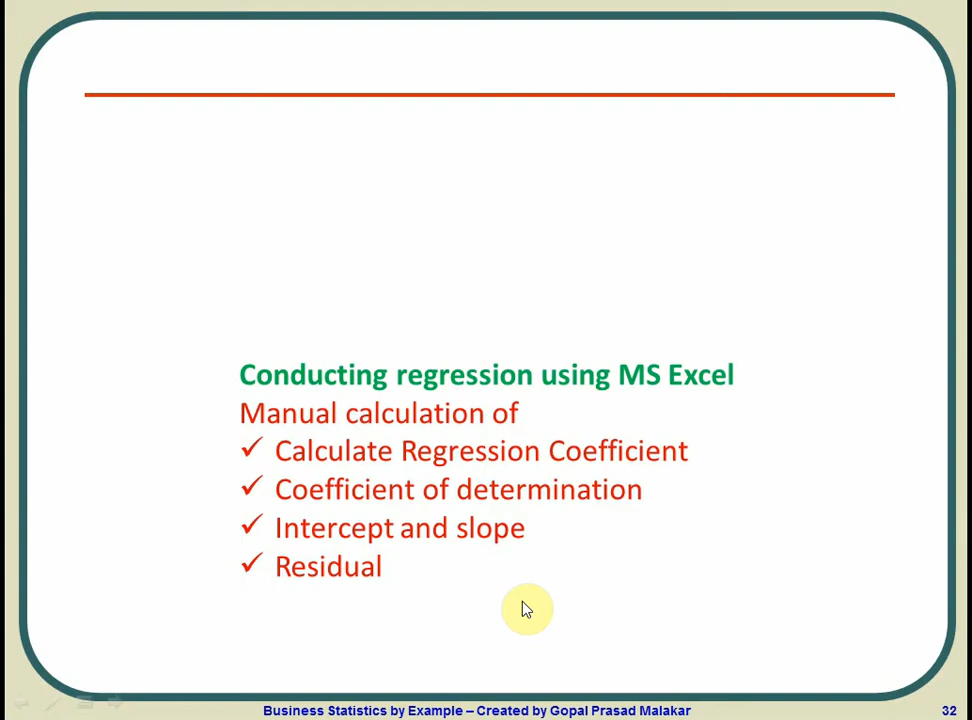 Conducting regression using MS Excel
Manual calculation of
✓ Calculate Regression Coefficient
✓ Coefficient of determination
✓ Intercept and slope
✓ Residual
Business Statistics by Example – Created by Gopal Prasad Malakar 32